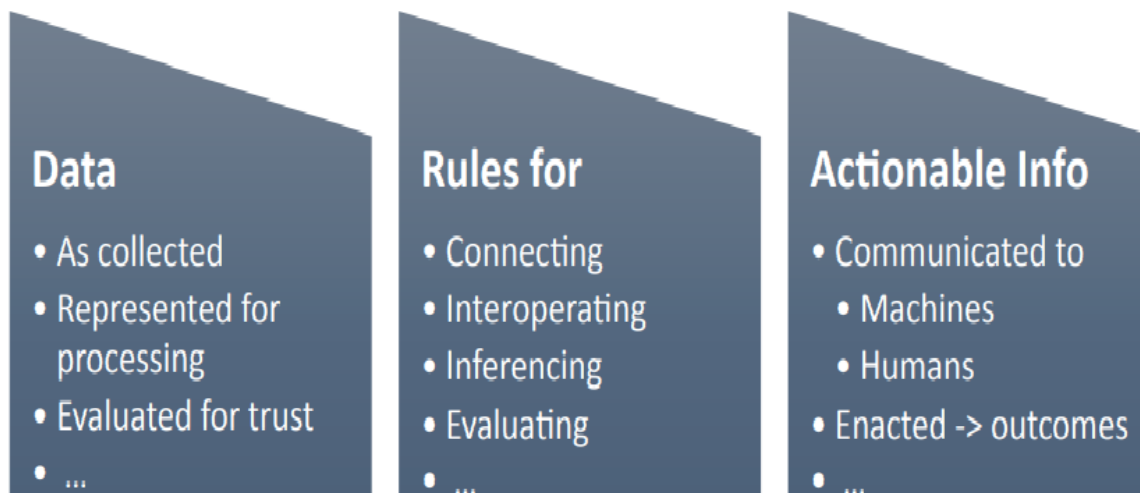 Data
• As collected
• Represented for
processing
• Evaluated for trust
• ...
Rules for
• Connecting
• Interoperating
• Inferencing
• Evaluating
• ...
Actionable Info
• Communicated to
• Machines
• Humans
• Enacted -> outcomes
• ...